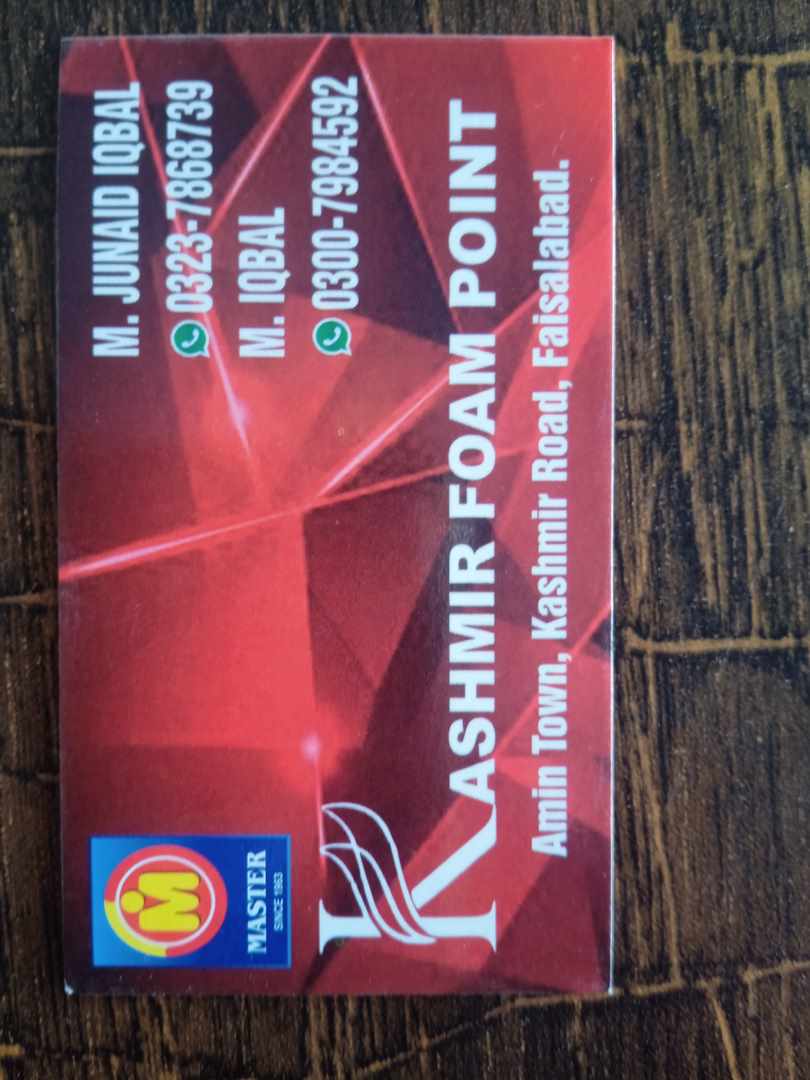 MASTER
SINCE 1963
M. JUNAID IQBAL
0323-7868739
M. IQBAL
0300-7984592
KASHMIR FOAM POINT
Amin Town, Kashmir Road, Faisalabad.